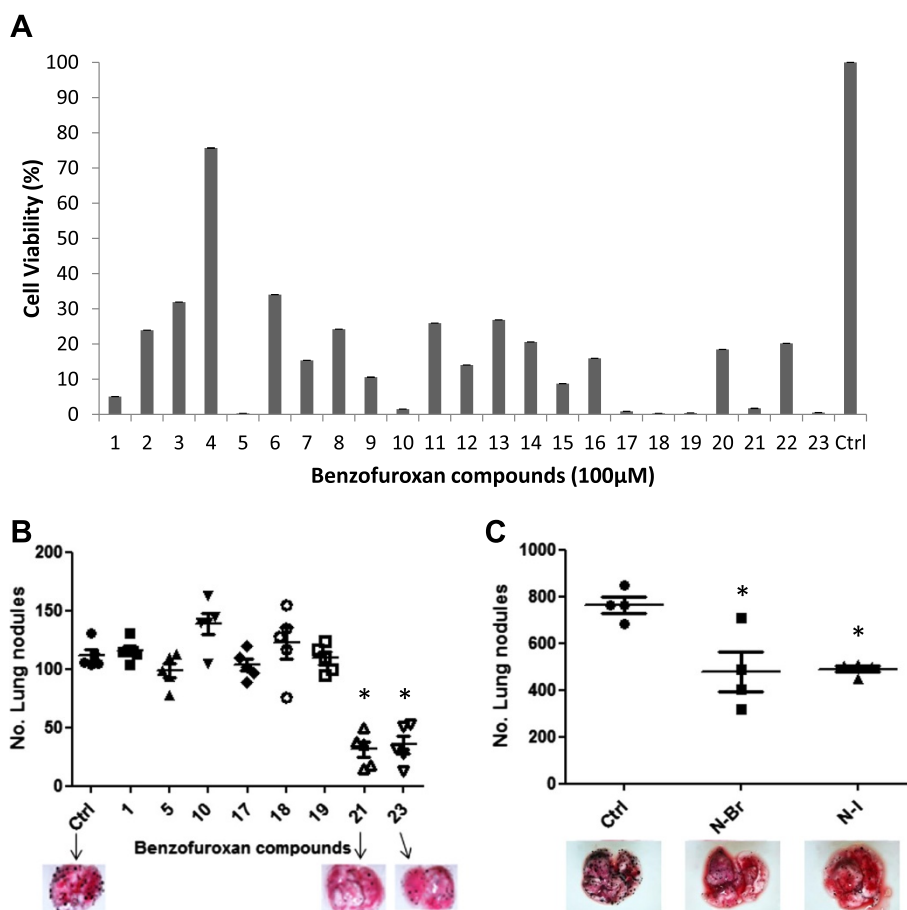 A
100
90
80
70
60
50
40
30
20
10
0
Cell Viability (%)
1 2 3 4 5 6 7 8 9 10 11 12 13 14 15 16 17 18 19 20 21 22 23 Ctrl
Benzofuroxan compounds (100µM)
B
200
150
100
50
0
No. Lung nodules
* *
Ctrl 1 5 10 17 18 19 21 23
Benzofuroxan compounds
C
1000
800
600
400
200
0
No. Lung nodules
*
*
Ctrl N-Br N-I